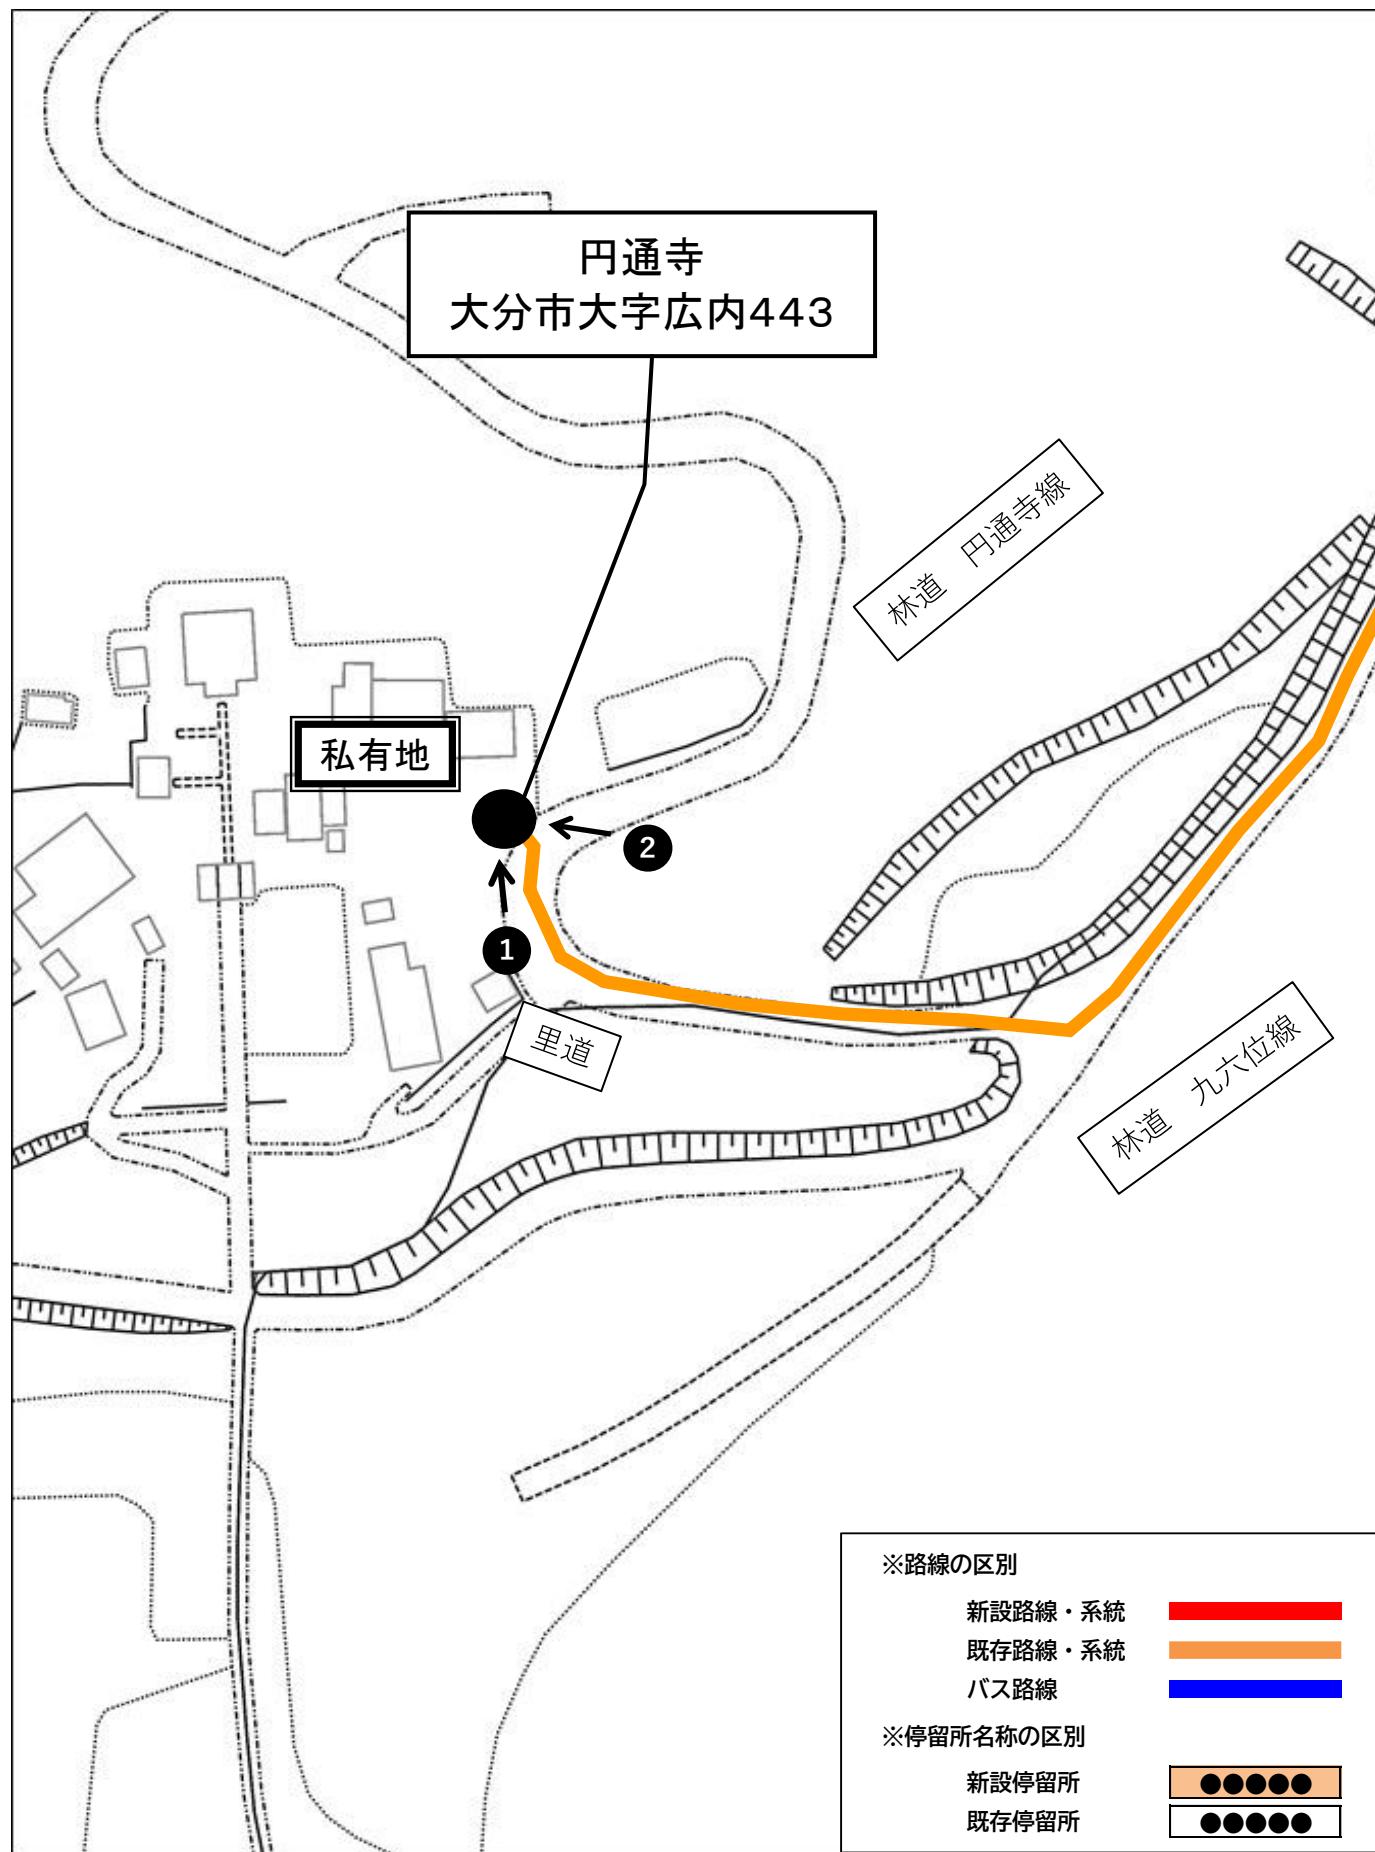 円通寺
大分市大字広内443
林道　円通寺線
私有地
2
1
里道
林道　九六位線
※路線の区別
新設路線・系統
既存路線・系統
バス路線
※停留所名称の区別
新設停留所 ●●●●●
既存停留所 ●●●●●